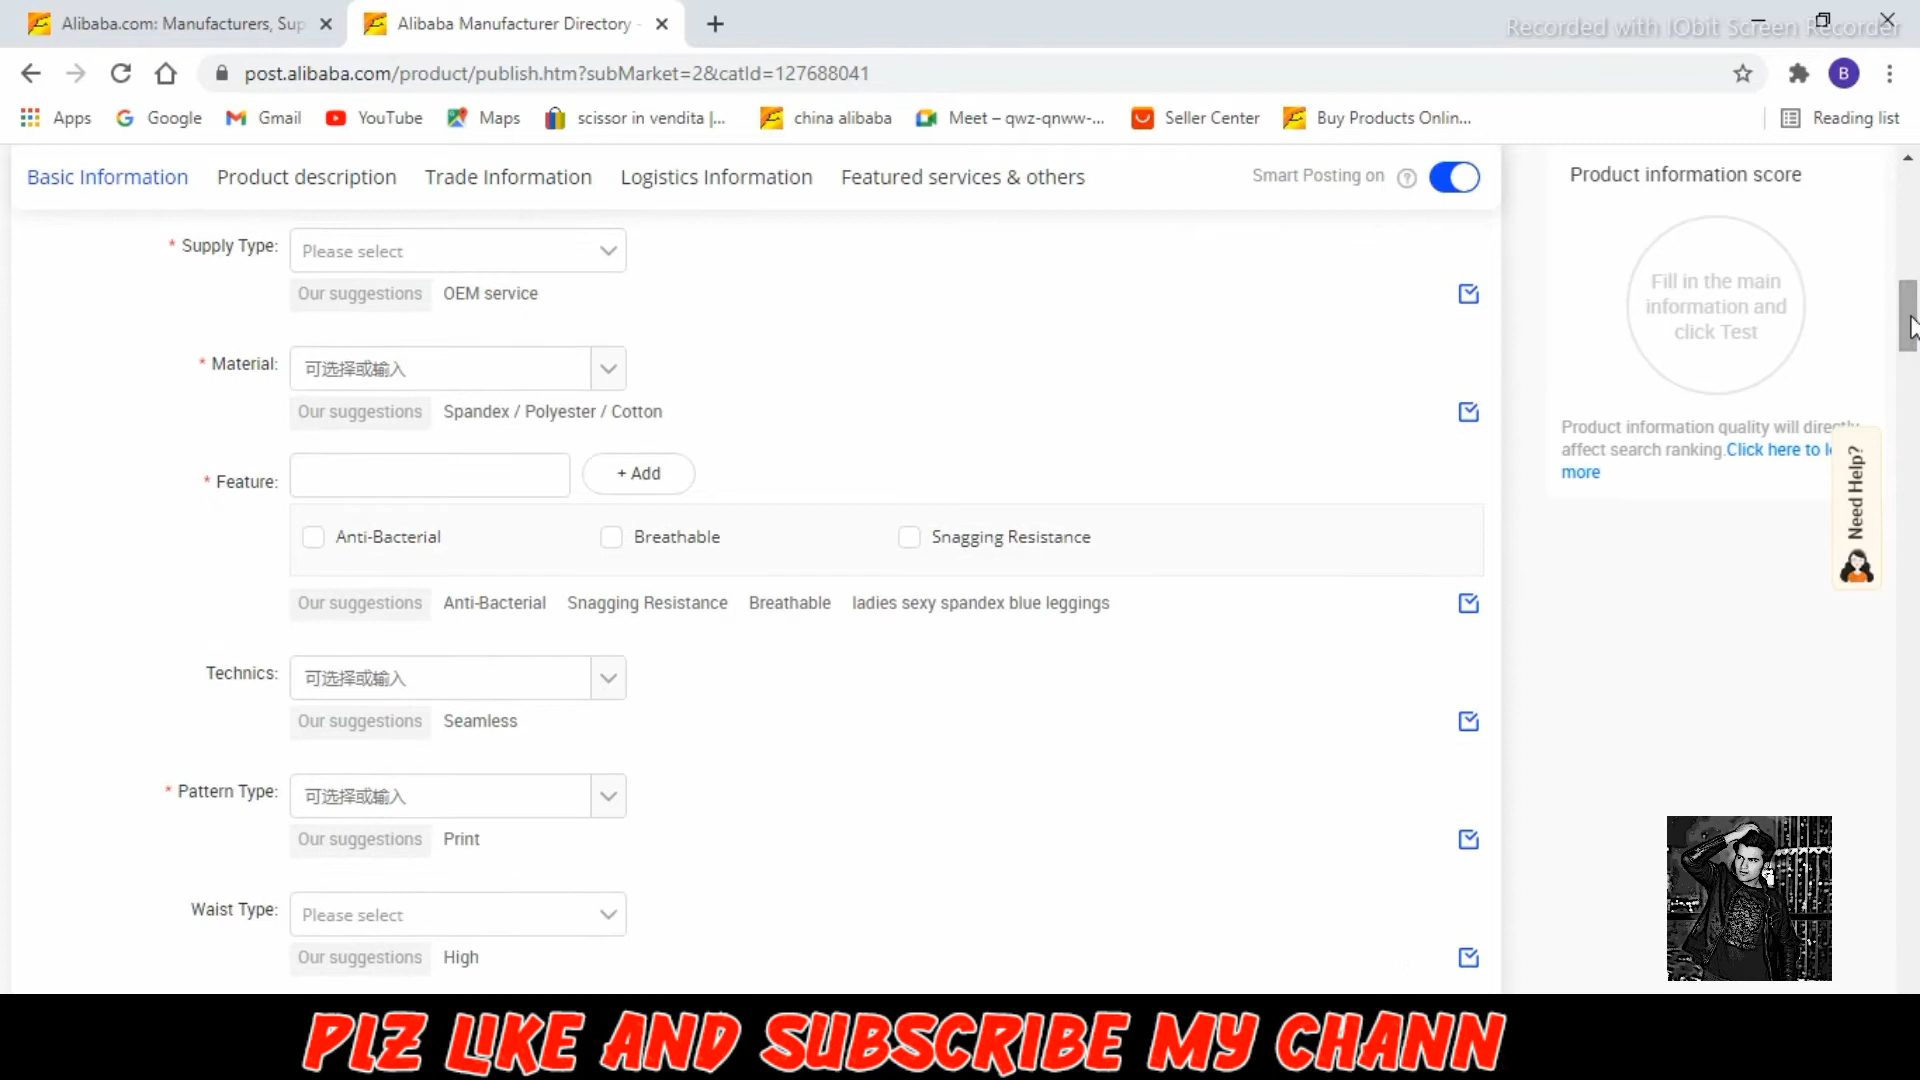 Alibaba.com: Manufacturers, Sup
Alibaba Manufacturer Directory -
Recorded with IObit Screen Recorder
post.alibaba.com/product/publish.htm?subMarket=2&catId=127688041
B
Apps
Google
Gmail
YouTube
Maps
scissor in vendita |...
china alibaba
Meet – qwz-qnww-...
Seller Center
Buy Products Onlin...
Reading list
Basic Information
Product description
Trade Information
Logistics Information
Featured services & others
Smart Posting on
?
Product information score
Fill in the main
information and
click Test
Product information quality will directly
affect search ranking.Click here to le
more
Need Help?
* Supply Type:
Please select
Our suggestions
OEM service
* Material:
可选择或输入
Our suggestions
Spandex / Polyester / Cotton
* Feature:
+ Add
Anti-Bacterial
Breathable
Snagging Resistance
Our suggestions
Anti-Bacterial
Snagging Resistance
Breathable
ladies sexy spandex blue leggings
Technics:
可选择或输入
Our suggestions
Seamless
* Pattern Type:
可选择或输入
Our suggestions
Print
Waist Type:
Please select
Our suggestions
High
PLZ LIKE AND SUBSCRIBE MY CHANN